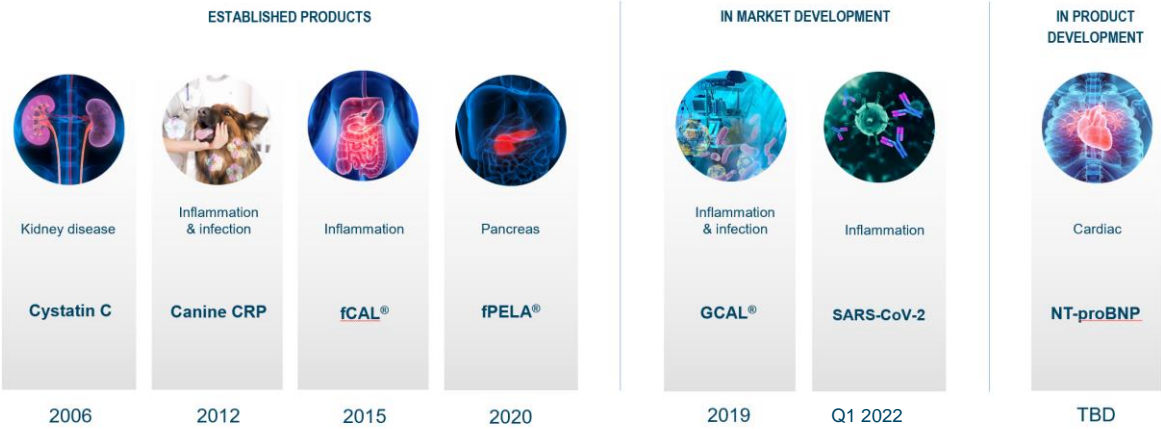 ESTABLISHED PRODUCTS
IN MARKET DEVELOPMENT
IN PRODUCT
DEVELOPMENT
Kidney disease
Inflammation
& infection
Inflammation
Pancreas
Inflammation
& infection
Inflammation
Cardiac
Cystatin C
Canine CRP
fCAL®
fPELA®
GCAL®
SARS-CoV-2
NT-proBNP
2006
2012
2015
2020
2019
Q1 2022
TBD